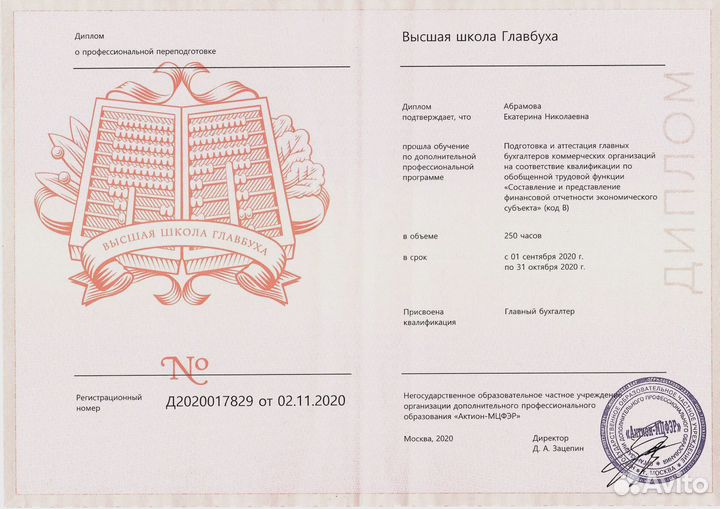 Диплом
о профессиональной переподготовке
ВЫСШАЯ ШКОЛА ГЛАВБУХА
№
Регистрационный
номер
Д2020017829 от 02.11.2020
Высшая школа Главбуха
Диплом
подтверждает, что
Абрамова
Екатерина Николаевна
прошла обучение
по дополнительной
профессиональной
программе
Подготовка и аттестация главных
бухгалтеров коммерческих организаций
на соответствие квалификации по
обобщенной трудовой функции
«Составление и представление
финансовой отчетности экономического
субъекта» (код В)
в объеме
250 часов
в срок
с 01 сентября 2020 г.
по 31 октября 2020 г.
Присвоена
квалификация
Главный бухгалтер
Негосударственное образовательное частное учреждение
организации дополнительного профессионального
образования «Актион-МЦФЭР»
Москва, 2020
Директор
Д. А. Зацепин
ДИПЛОМ
«Актион-МЦФЭР»
МОСКВА
Avito